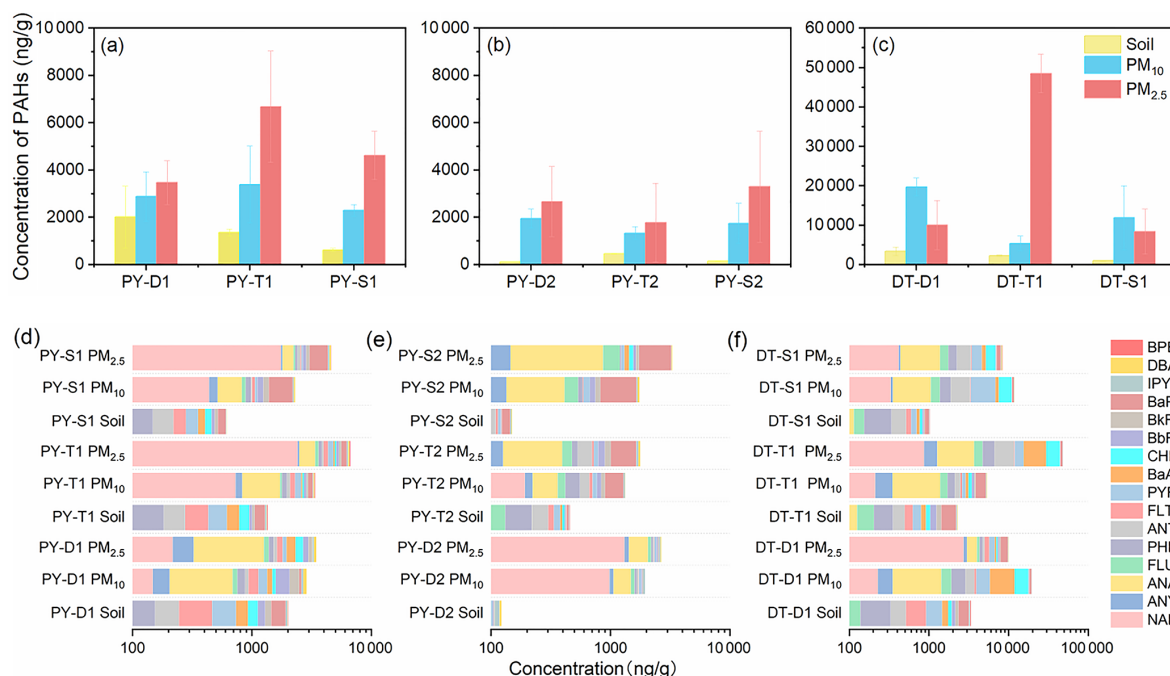 Concentration of PAHs (ng/g)
10 000
8000
6000
4000
2000
0
(a)
PY-D1
PY-T1
PY-S1
10 000
8000
6000
4000
2000
0
(b)
PY-D2
PY-T2
PY-S2
60 000
50 000
40 000
30 000
20 000
10 000
0
(c)
Soil
PM10
PM2.5
DT-D1
DT-T1
DT-S1
(d)
PY-S1 PM2.5
PY-S1 PM10
PY-S1 Soil
PY-T1 PM2.5
PY-T1 PM10
PY-T1 Soil
PY-D1 PM2.5
PY-D1 PM10
PY-D1 Soil
100
1000
10 000
(e)
PY-S2 PM2.5
PY-S2 PM10
PY-S2 Soil
PY-T2 PM2.5
PY-T2 PM10
PY-T2 Soil
PY-D2 PM2.5
PY-D2 PM10
PY-D2 Soil
100
1000
10 000
(f)
DT-S1 PM2.5
DT-S1 PM10
DT-S1 Soil
DT-T1 PM2.5
DT-T1 PM10
DT-T1 Soil
DT-D1 PM2.5
DT-D1 PM10
DT-D1 Soil
100
1000
10 000
100 000
DBA
IPY
BaA
ANA
ANY
Concentration（ng/g）